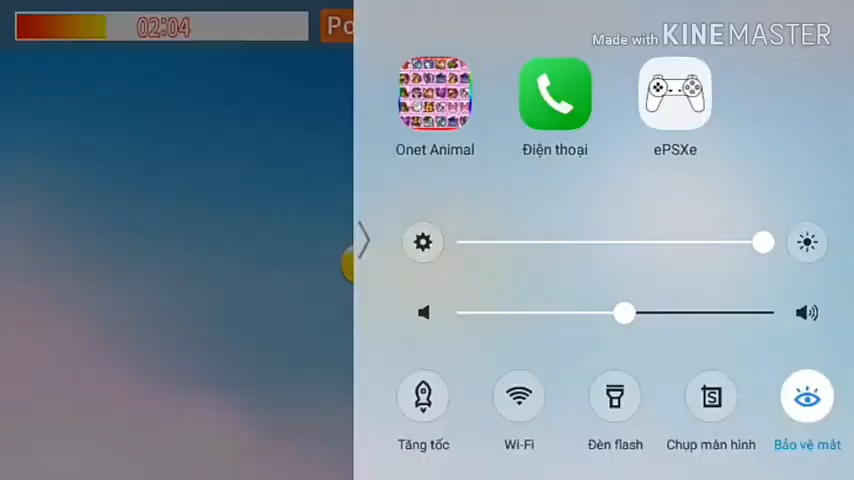 02:04
Po
Made with KINEMASTER
Onet Animal
Điện thoại
ePSXe
Tăng tốc
Wi-Fi
Đèn flash
Chụp màn hình
Bảo vệ mắt